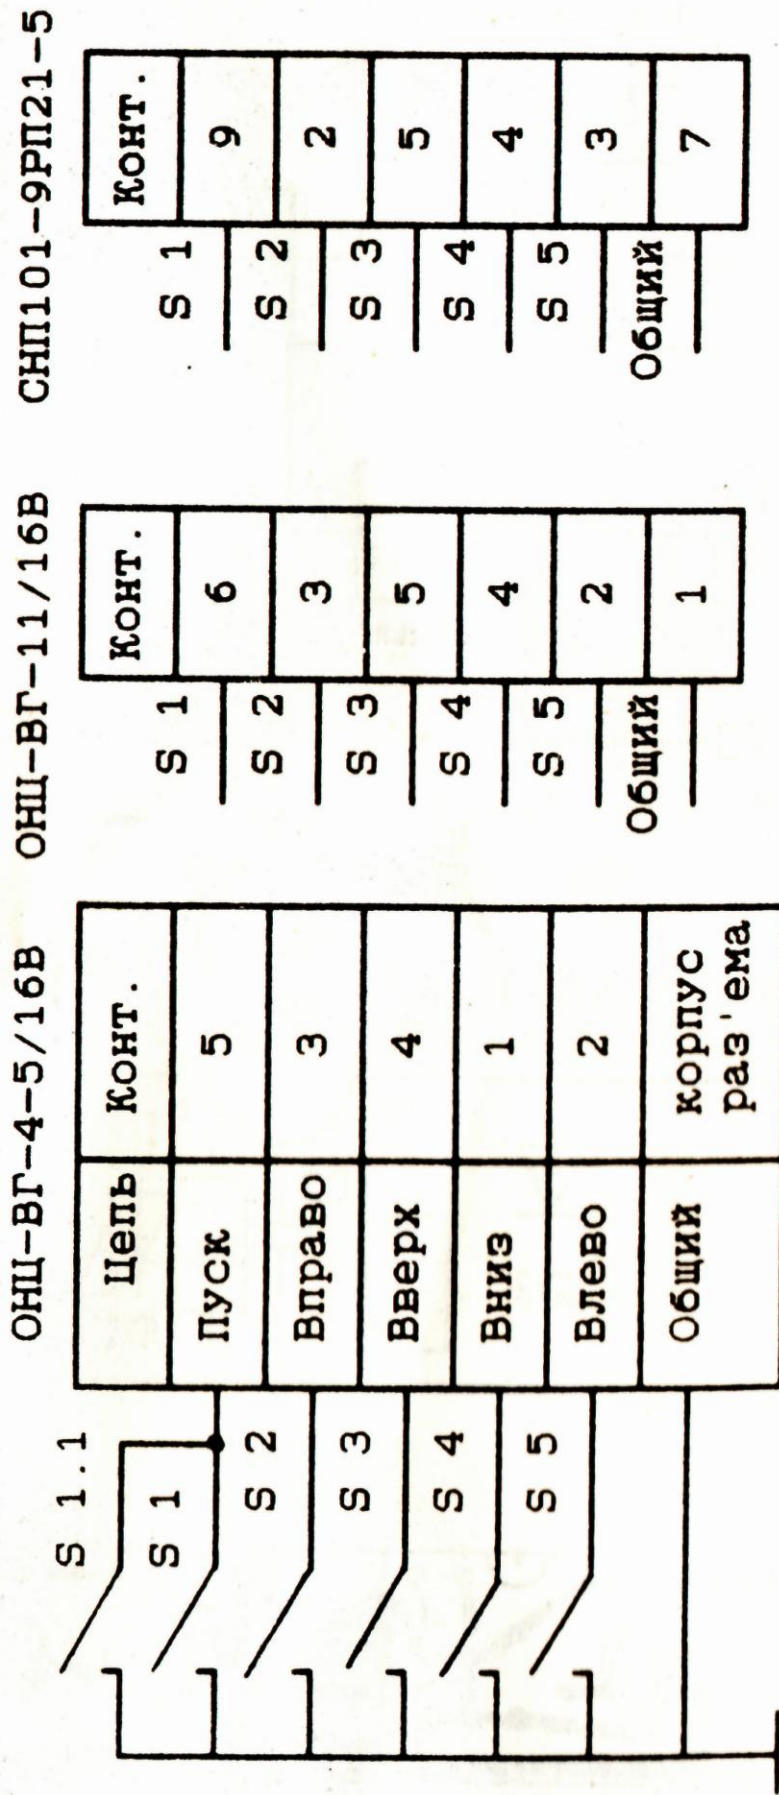 ОНЦ-ВГ-4-5/16В
S 1.1
S 1
S 2
S 3
S 4
S 5
Цепь Конт.
Пуск 5
Вправо 3
Вверх 4
Вниз 1
Влево 2
Общий корпус
раз'ема
ОНЦ-ВГ-11/16В
Конт.
S 1 6
S 2 3
S 3 5
S 4 4
S 5 2
Общий 1
СНП101-9РП21-5
Конт.
S 1 9
S 2 2
S 3 5
S 4 4
S 5 3
Общий 7